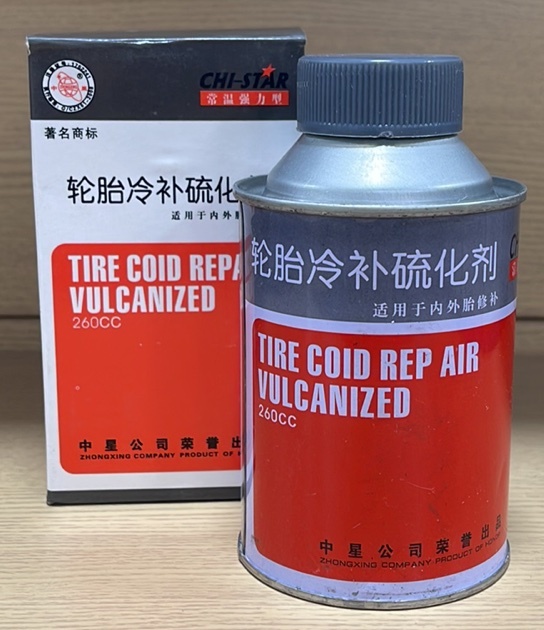 CHI-STAR
常温强力型
著名商标
轮胎冷补硫化
适用于内外
TIRE COID REPA
VULCANIZED
260CC
中星公司荣誉出
ZHONGXING COMPANY PRODUCT OF
轮胎冷补硫化剂
适用于内外胎修补
TIRE COID REP AIR
VULCANIZED
260CC
中星公司荣誉出品
ZHONGXING COMPANY PRODUCT OF HONOR